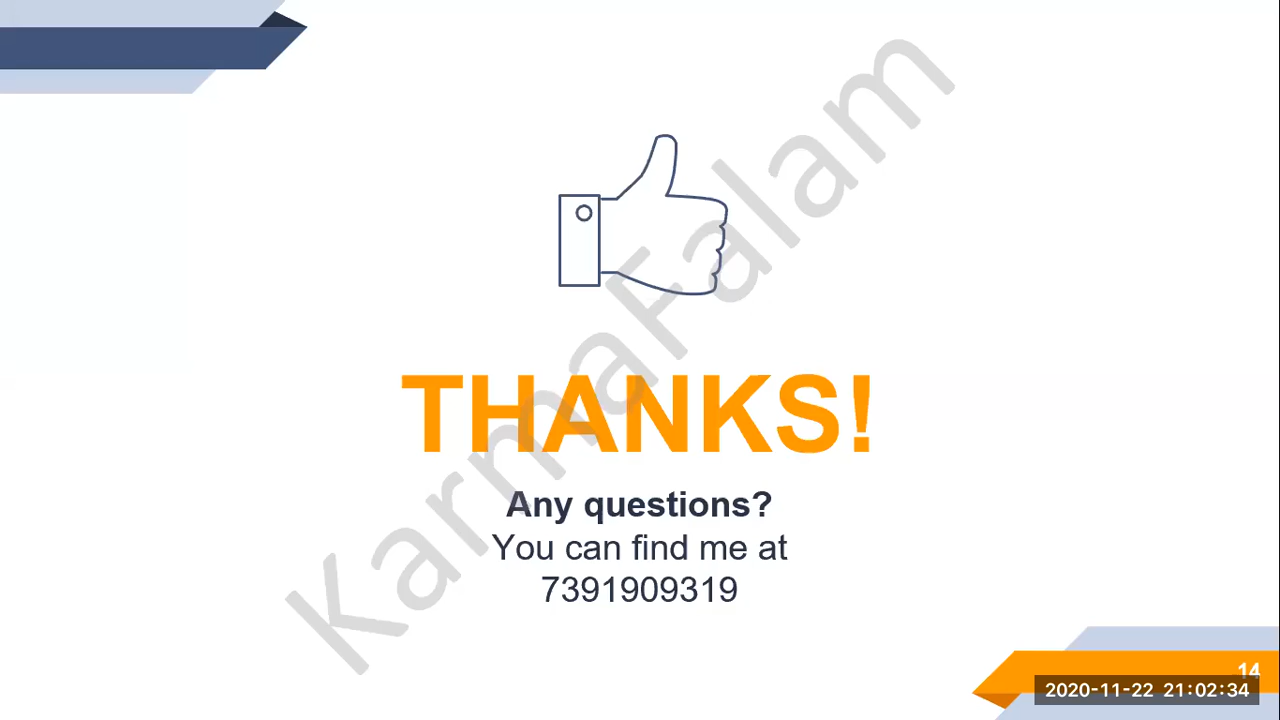 KarmaFalam
THANKS!
Any questions?
You can find me at
7391909319
14
2020-11-22 21:02:34